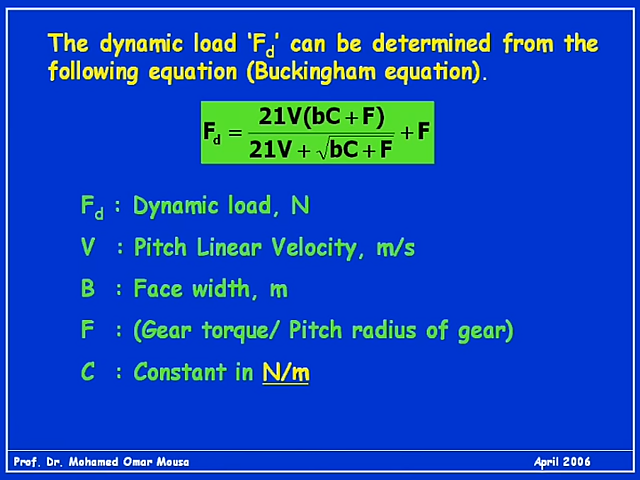 The dynamic load ‘Fd’ can be determined from the
following equation (Buckingham equation).
Fd = 21V(bC + F) / 21V + √bC + F + F
Fd : Dynamic load, N
V : Pitch Linear Velocity, m/s
B : Face width, m
F : (Gear torque/ Pitch radius of gear)
C : Constant in N/m
Prof. Dr. Mohamed Omar Mousa April 2006